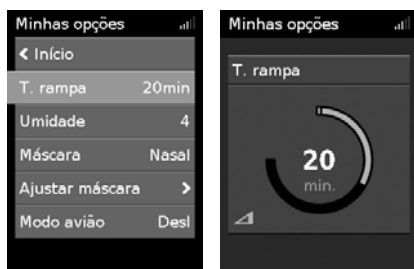 Minhas opções
Início
T. rampa 20min
Umidade 4
Máscara Nasal
Ajustar máscara
Modo avião Desl
Minhas opções
T. rampa
20
min.